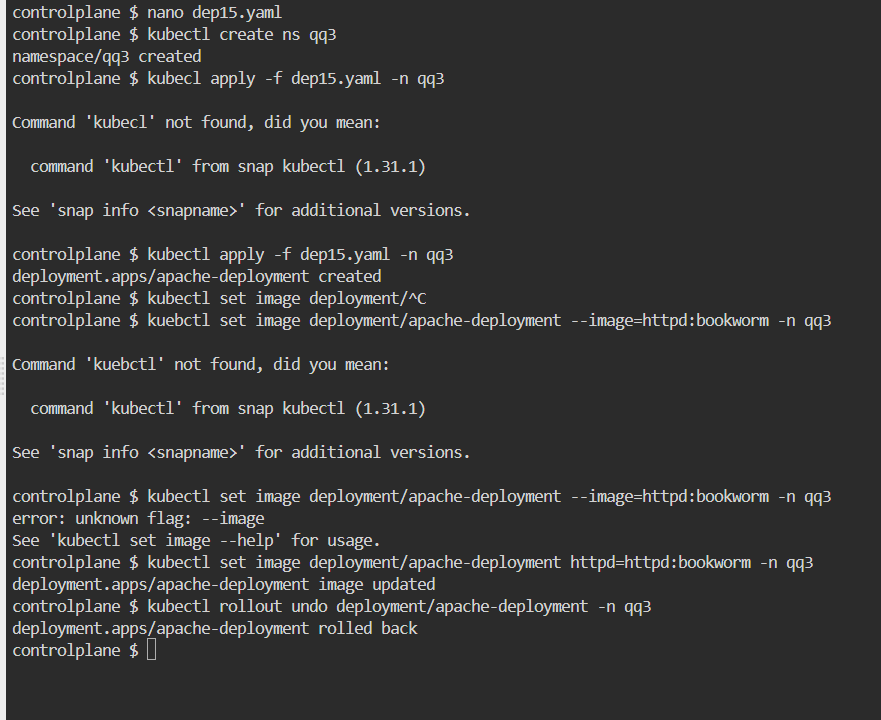 controlplane $ nano dep15.yaml
controlplane $ kubectl create ns qq3
namespace/qq3 created
controlplane $ kubecl apply -f dep15.yaml -n qq3
Command 'kubecl' not found, did you mean:
command 'kubectl' from snap kubectl (1.31.1)
See 'snap info <snapname>' for additional versions.
controlplane $ kubectl apply -f dep15.yaml -n qq3
deployment.apps/apache-deployment created
controlplane $ kubectl set image deployment/^C
controlplane $ kuebctl set image deployment/apache-deployment --image=httpd:bookworm -n qq3
Command 'kuebctl' not found, did you mean:
command 'kubectl' from snap kubectl (1.31.1)
See 'snap info <snapname>' for additional versions.
controlplane $ kubectl set image deployment/apache-deployment --image=httpd:bookworm -n qq3
error: unknown flag: --image
See 'kubectl set image --help' for usage.
controlplane $ kubectl set image deployment/apache-deployment httpd=httpd:bookworm -n qq3
deployment.apps/apache-deployment image updated
controlplane $ kubectl rollout undo deployment/apache-deployment -n qq3
deployment.apps/apache-deployment rolled back
controlplane $